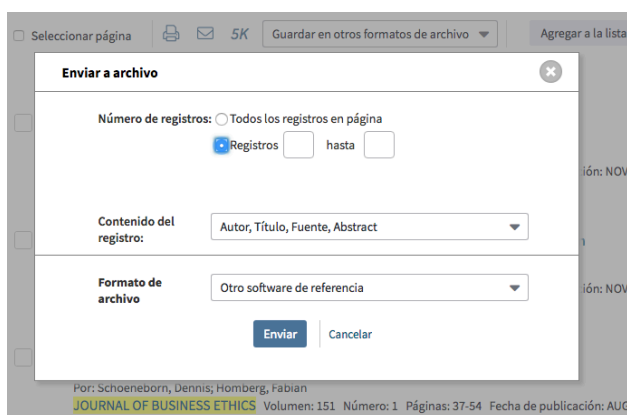 Seleccionar página 5K Guardar en otros formatos de archivo Agregar a la lista
Enviar a archivo
Número de registros: Todos los registros en página
Registros hasta
ión: NOV
Contenido del registro: Autor, Título, Fuente, Abstract
Formato de archivo Otro software de referencia
ión: NOV
Enviar Cancelar
Por: Schoeneborn, Dennis; Homberg, Fabian
JOURNAL OF BUSINESS ETHICS Volumen: 151 Número: 1 Páginas: 37-54 Fecha de publicación: AUG